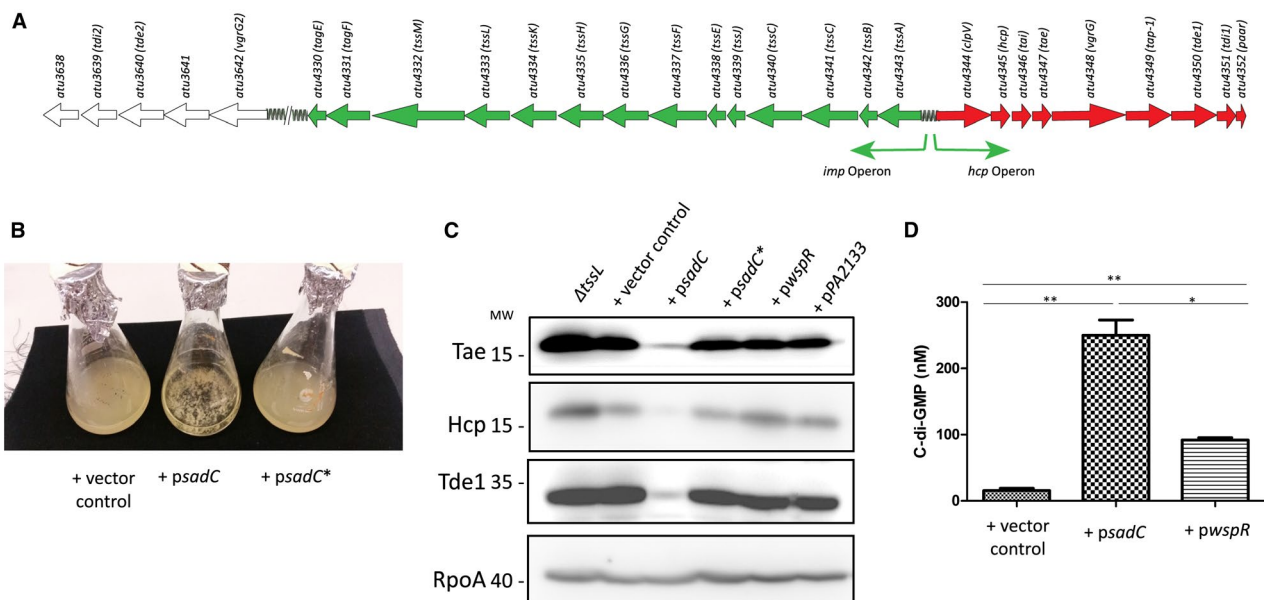 A
atu3638
atu3639 (tdi2)
atu3640 (tde2)
atu3641
atu3642 (vgrG2)
atu4330 (tagE)
atu4331 (tagF)
atu4332 (tssM)
atu4333 (tssL)
atu4334 (tssK)
atu4335 (tssH)
atu4336 (tssG)
atu4337 (tssF)
atu4338 (tssE)
atu4339 (tssJ)
atu4340 (tssC)
atu4341 (tssC)
atu4342 (tssB)
atu4343 (tssA)
atu4344 (clpV)
atu4345 (hcp)
atu4346 (tai)
atu4347 (tae)
atu4348 (vgrG)
atu4349 (tap-1)
atu4350 (tde1)
atu4351 (tdi1)
atu4352 (paar)
imp Operon
hcp Operon
B
+ vector
control
+ psadC
+ psadC*
C
ΔtssL
+ vector control
+ psadC
+ psadC*
+ pwspR
+ pPA2133
MW
Tae 15 -
Hcp 15 -
Tde1 35 -
RpoA 40 -
D
**
**
*
C-di-GMP (nM)
300
200
100
0
+ vector
control
+ psadC
+ pwspR